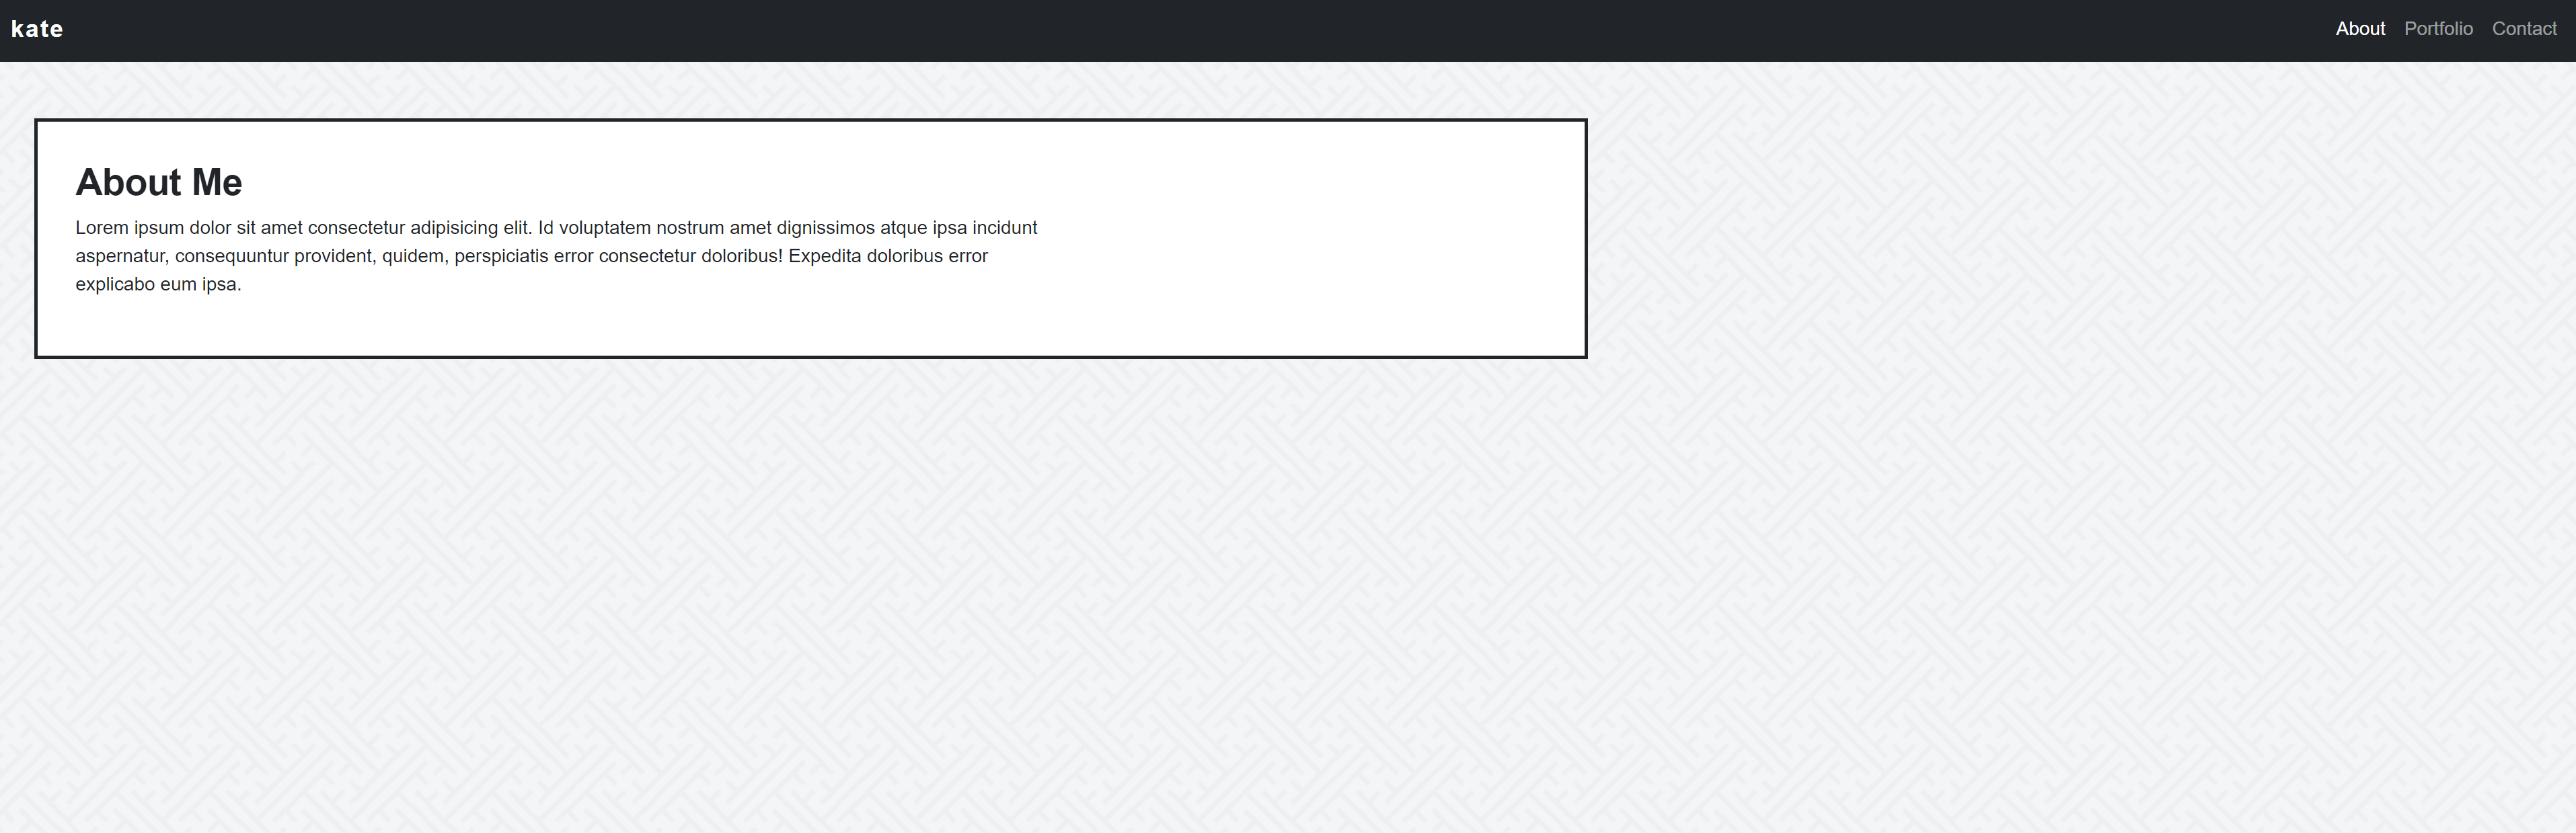 kate
About Portfolio Contact
About Me
Lorem ipsum dolor sit amet consectetur adipisicing elit. Id voluptatem nostrum amet dignissimos atque ipsa incidunt
aspernatur, consequuntur provident, quidem, perspiciatis error consectetur doloribus! Expedita doloribus error
explicabo eum ipsa.